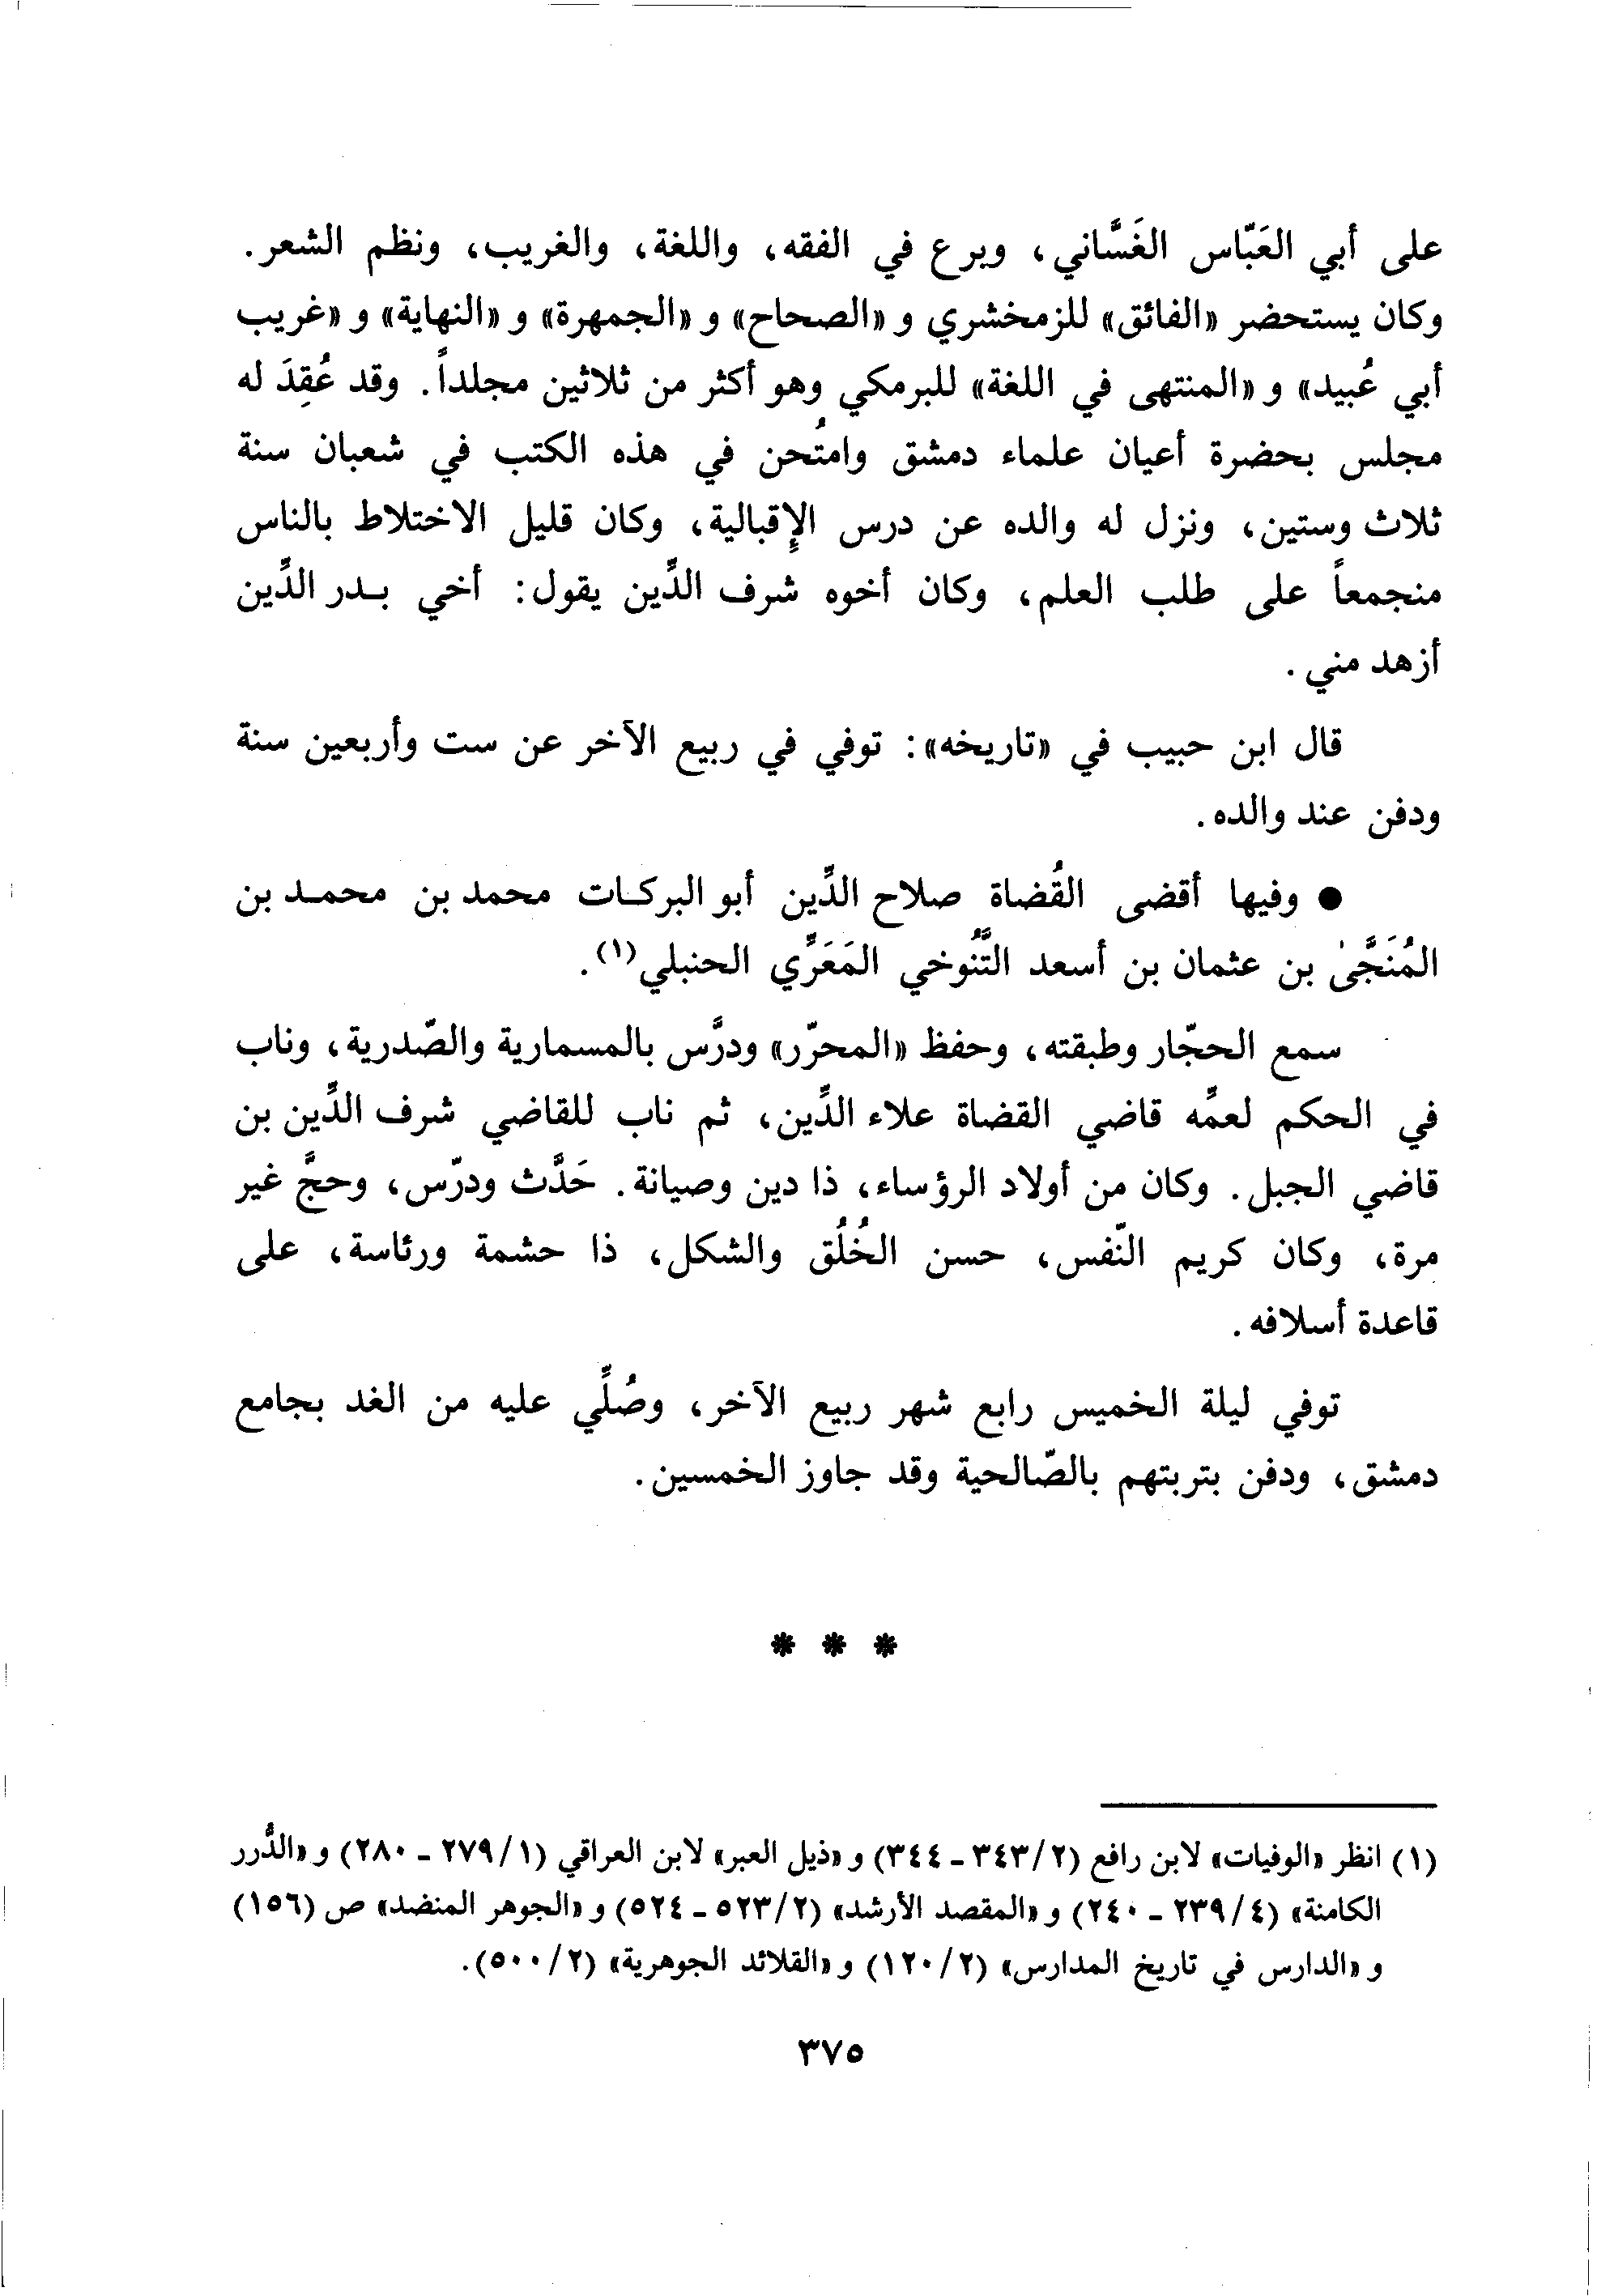 على أبي العَبّاس الغَسَّاني، وبرع في الفقه، واللغة، والغريب، ونظم الشعر.
وكان يستحضر «الفائق» للزمخشري و «الصحاح» و «الجمهرة» و «النهاية» و «غريب
أبي عُبيد» و «المنتهى في اللغة» للبرمكي وهو أكثر من ثلاثين مجلداً. وقد عُقِدَ له
مجلس بحضرة أعيان علماء دمشق وامتُحن في هذه الكتب في شعبان سنة
ثلاث وستين، ونزل له والده عن درس الإِقبالية، وكان قليل الاختلاط بالناس
منجمعاً على طلب العلم، وكان أخوه شرف الدِّين يقول: أخي بدر الدِّين
أزهد مني.
قال ابن حبيب في «تاريخه»: توفي في ربيع الآخر عن ست وأربعين سنة
ودفن عند والده.
● وفيها أقضى القُضاة صلاح الدِّين أبو البركات محمد بن محمد بن
المُنَجَّىٰ بن عثمان بن أسعد التَّنُوخي المَعَرِّي الحنبلي(١).
سمع الحجّار وطبقته، وحفظ «المحرّر» ودرَّس بالمسمارية والصّدرية، وناب
في الحكم لعمِّه قاضي القضاة علاء الدِّين، ثم ناب للقاضي شرف الدِّين بن
قاضي الجبل. وكان من أولاد الرؤساء، ذا دين وصيانة. حَدَّث ودرّس، وحجَّ غير
مرة، وكان كريم النّفس، حسن الخُلُق والشكل، ذا حشمة ورئاسة، على
قاعدة أسلافه.
توفي ليلة الخميس رابع شهر ربيع الآخر، وصُلِّي عليه من الغد بجامع
دمشق، ودفن بتربتهم بالصّالحية وقد جاوز الخمسين.
* * *
(١) انظر «الوفيات» لابن رافع (٢/ ٣٤٣ - ٣٤٤) و «ذيل العبر» لابن العراقي (١/ ٢٧٩ - ٢٨٠) و «الدُّرر
الكامنة» (٤/ ٢٣٩ - ٢٤٠) و «المقصد الأرشد» (٢/ ٥٢٣ - ٥٢٤) و «الجوهر المنضد» ص (١٥٦)
و «الدارس في تاريخ المدارس» (٢/ ١٢٠) و «القلائد الجوهرية» (٢/ ٥٠٠).
٣٧٥